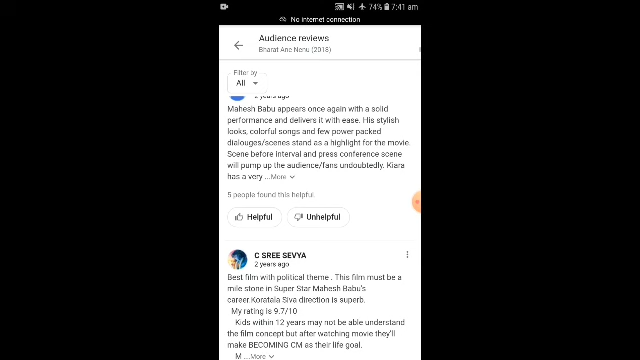 74% 7:41 am
No internet connection
Audience reviews
Bharat Ane Nenu (2018)
Filter by
All
2 years ago
Mahesh Babu appears once again with a solid
performance and delivers it with ease. His stylish
looks, colorful songs and few power packed
dialouges/scenes stand as a highlight for the movie.
Scene before interval and press conference scene
will pump up the audience/fans undoubtedly. Kiara
has a very ...More
5 people found this helpful.
Helpful Unhelpful
C SREE SEVYA
2 years ago
Best film with political theme . This film must be a
mile stone in Super Star Mahesh Babu's
career.Koratala Siva direction is superb.
My rating is 9.7/10
Kids within 12 years may not be able understand
the film concept but after watching movie they'll
make BECOMING CM as their life goal.
M ...More